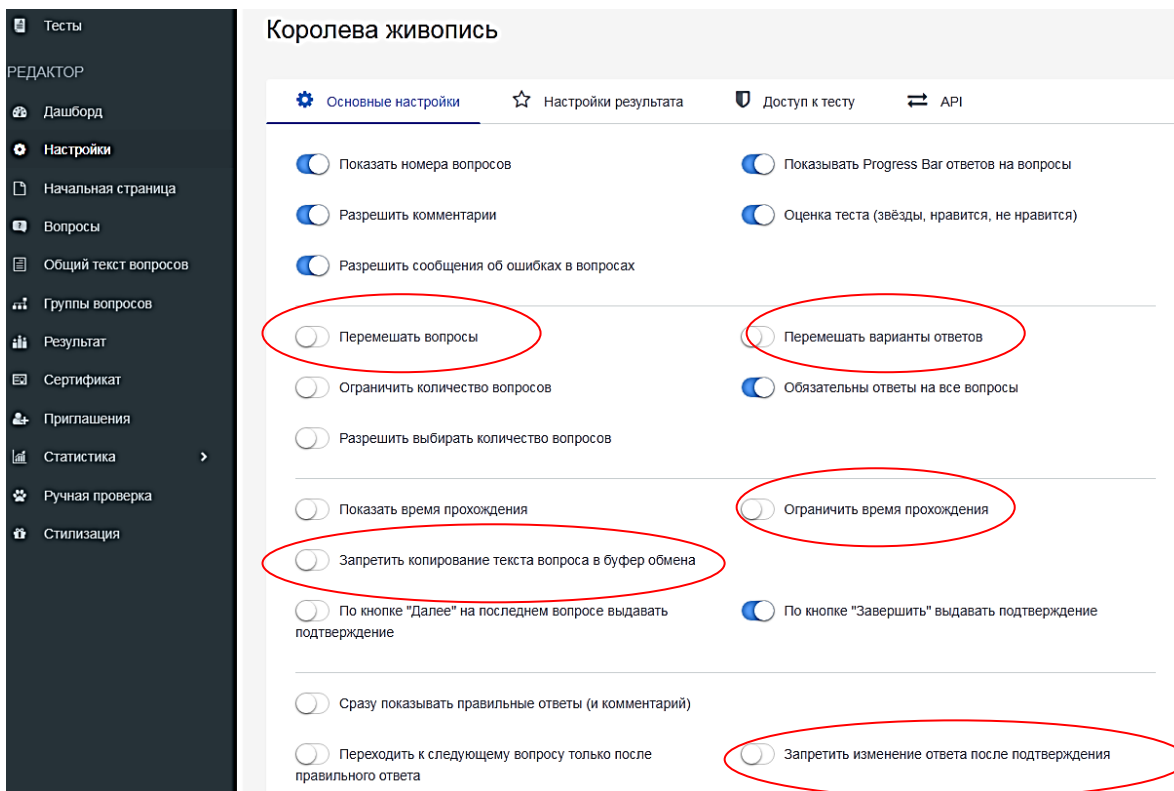 Тесты
РЕДАКТОР
Дашборд
Настройки
Начальная страница
Вопросы
Общий текст вопросов
Группы вопросов
Результат
Сертификат
Приглашения
Статистика
Ручная проверка
Стилизация
Королева живопись
Основные настройки
Настройки результата
Доступ к тесту
API
Показать номера вопросов
Показывать Progress Bar ответов на вопросы
Разрешить комментарии
Оценка теста (звёзды, нравится, не нравится)
Разрешить сообщения об ошибках в вопросах
Перемешать вопросы
Перемешать варианты ответов
Ограничить количество вопросов
Обязательны ответы на все вопросы
Разрешить выбирать количество вопросов
Показать время прохождения
Ограничить время прохождения
Запретить копирование текста вопроса в буфер обмена
По кнопке "Далее" на последнем вопросе выдавать
подтверждение
По кнопке "Завершить" выдавать подтверждение
Сразу показывать правильные ответы (и комментарий)
Переходить к следующему вопросу только после
правильного ответа
Запретить изменение ответа после подтверждения